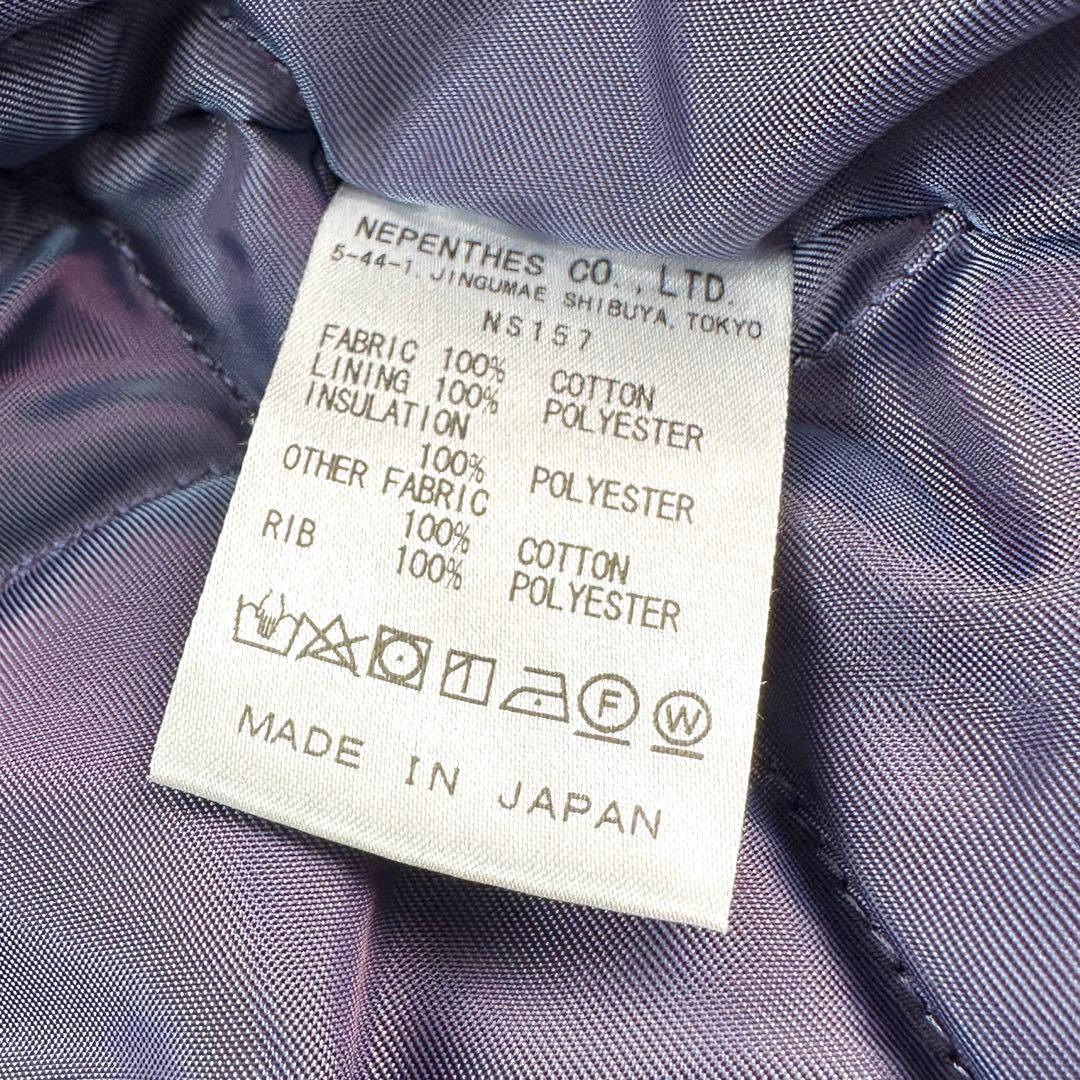 NEPENTHES CO., LTD.
5-44-1, JINGUMAE SHIBUYA, TOKYO
NS157
FABRIC 100% COTTON
LINING 100% POLYESTER
INSULATION
100% POLYESTER
OTHER FABRIC
100% COTTON
RIB 100% POLYESTER
F W
MADE IN JAPAN